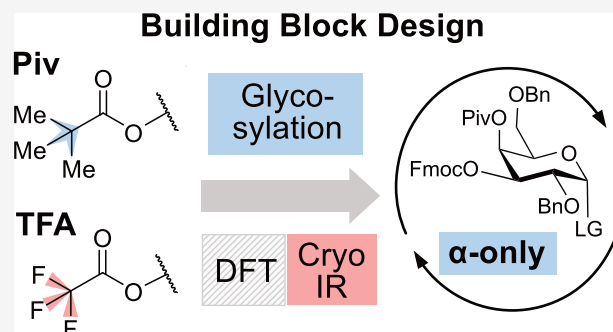 Building Block Design
Piv
O
Me
Me
Me
O
TFA
O
F
F
F
O
Glyco-
sylation
DFT
Cryo
IR
OBn
PivO
O
FmocO
BnO
LG
α-only